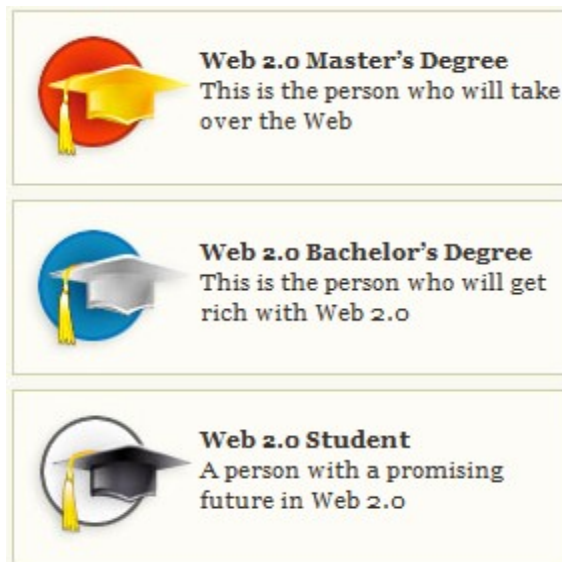 Web 2.0 Master’s Degree
This is the person who will take
over the Web
Web 2.0 Bachelor’s Degree
This is the person who will get
rich with Web 2.0
Web 2.0 Student
A person with a promising
future in Web 2.0